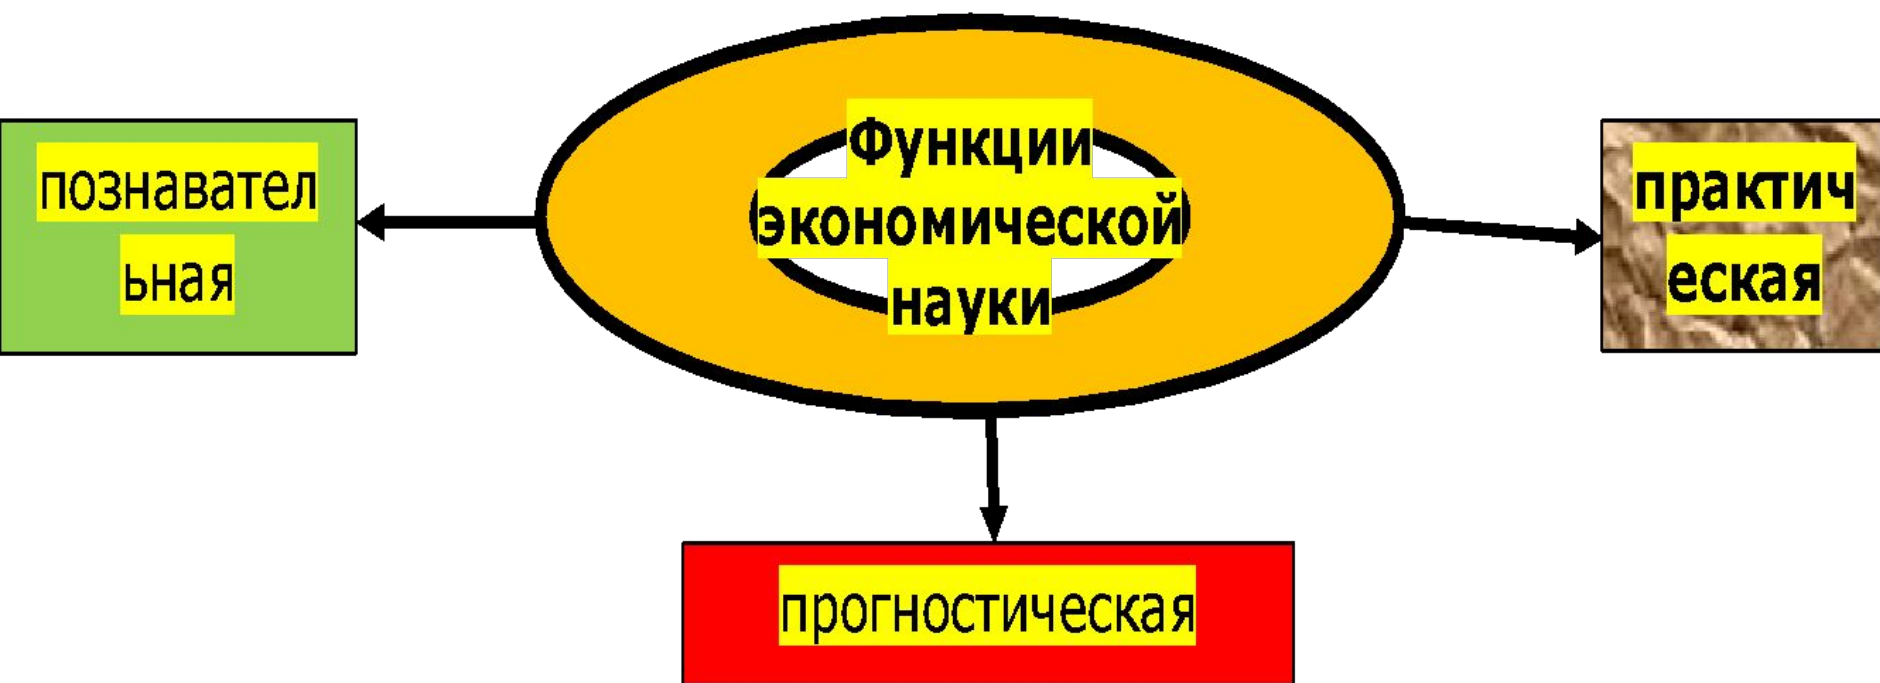 Функции
экономической
науки
познавател
ьная
практич
еская
прогностическая